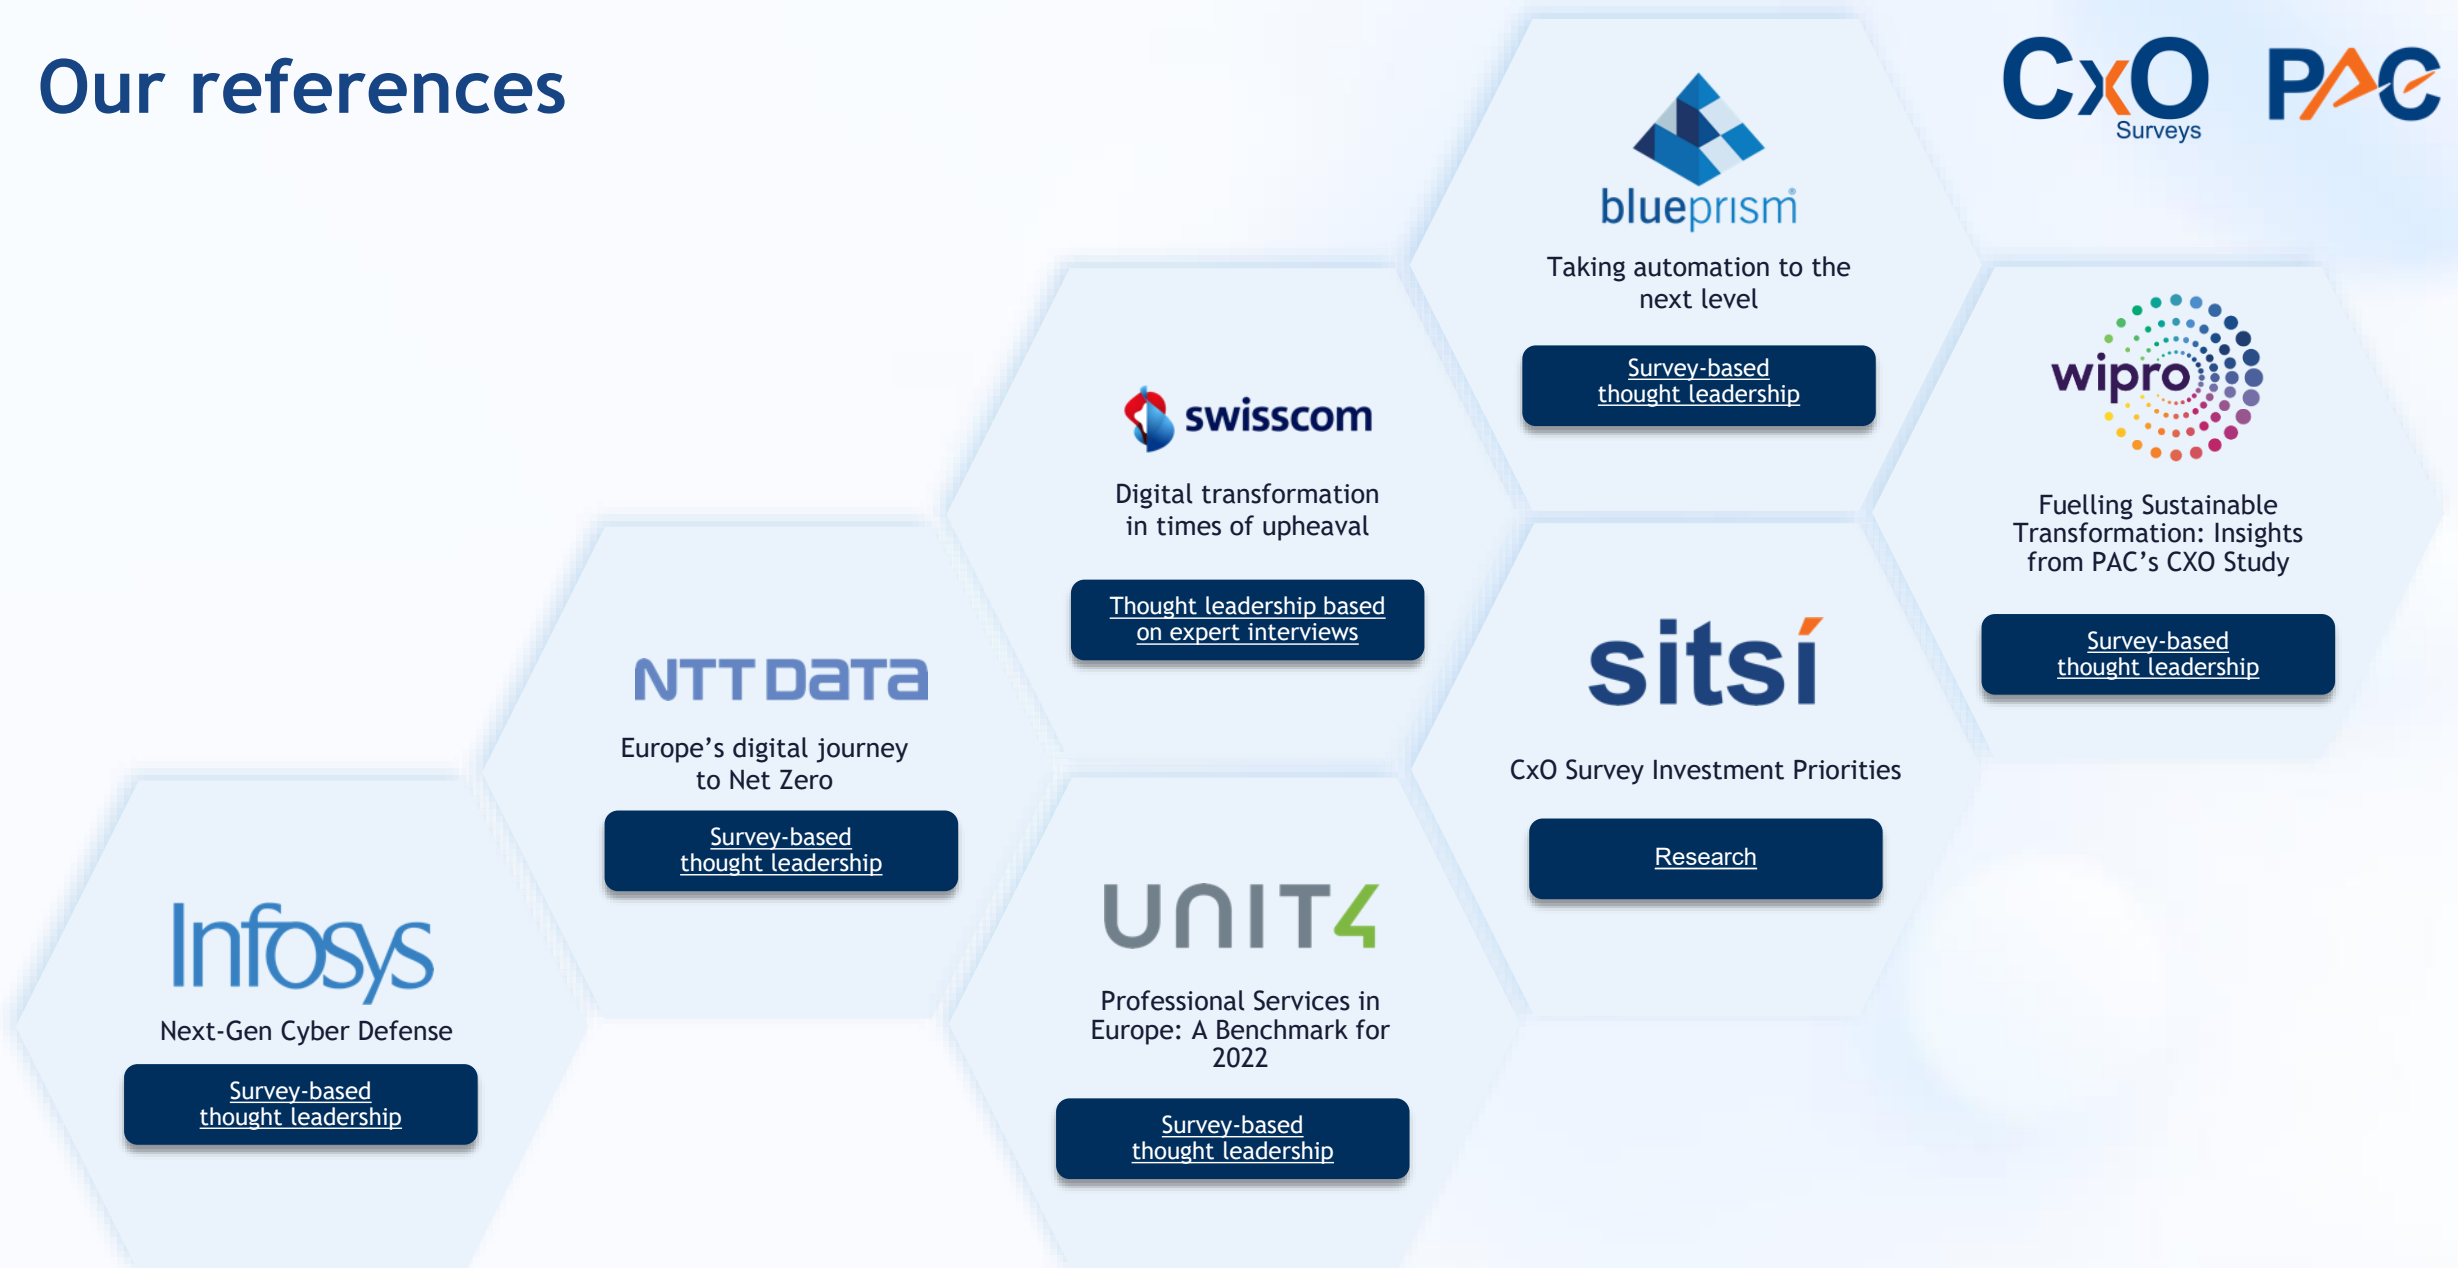 Our references
CxO
Surveys
PAC
blueprism®
Taking automation to the
next level
Survey-based
thought leadership
wipro
Fuelling Sustainable
Transformation: Insights
from PAC’s CXO Study
Survey-based
thought leadership
swisscom
Digital transformation
in times of upheaval
Thought leadership based
on expert interviews
sitsí
CxO Survey Investment Priorities
Research
NTT DATA
Europe’s digital journey
to Net Zero
Survey-based
thought leadership
UNIT4
Professional Services in
Europe: A Benchmark for
2022
Survey-based
thought leadership
Infosys
Next-Gen Cyber Defense
Survey-based
thought leadership